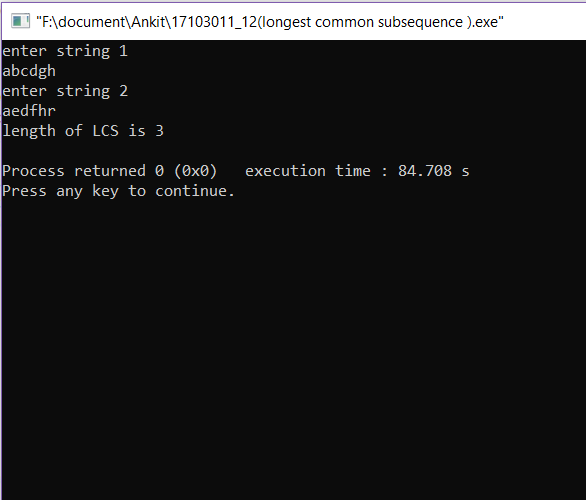 "F:\document\Ankit\17103011_12(longest common subsequence ).exe"
enter string 1
abcdgh
enter string 2
aedfhr
length of LCS is 3
Process returned 0 (0x0)   execution time : 84.708 s
Press any key to continue.